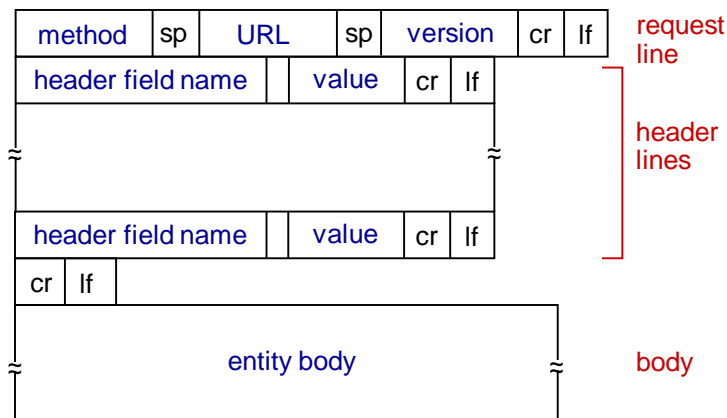 method sp URL sp version cr lf request
line
header field name value cr lf
header
lines
header field name value cr lf
cr lf
entity body body